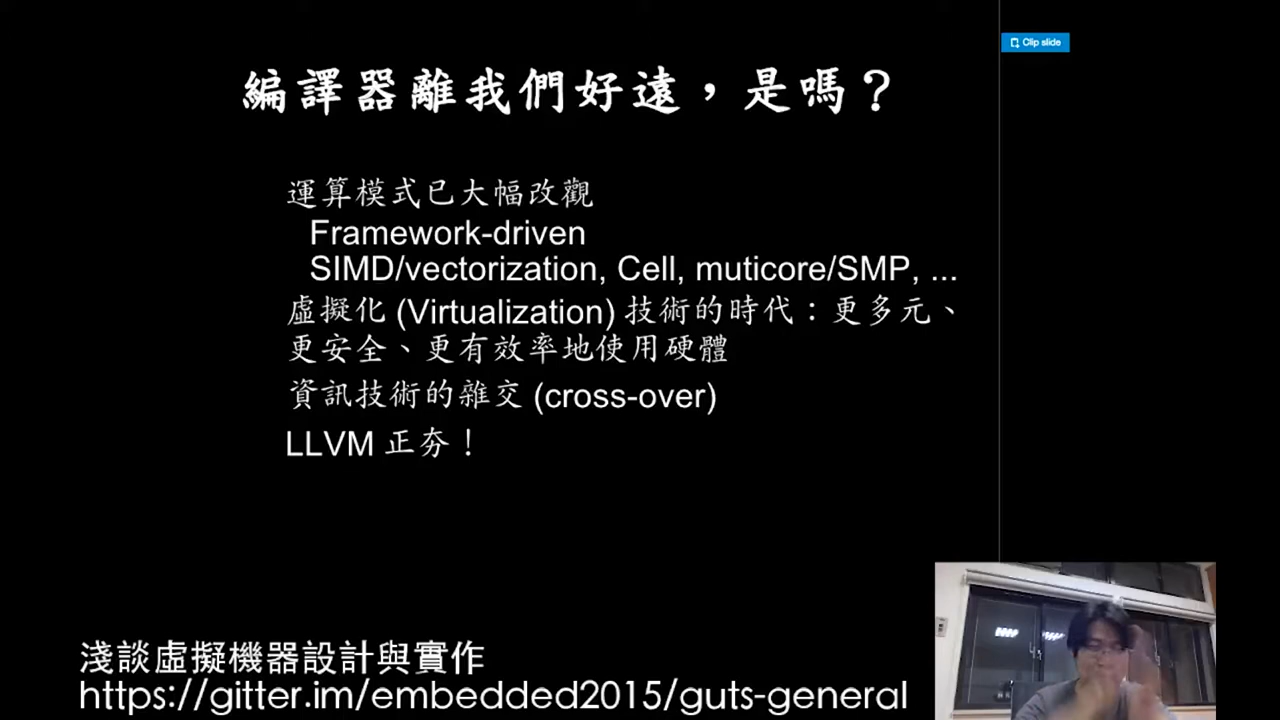 Clip slide
編譯器離我們好遠，是嗎？
運算模式已大幅改觀
Framework-driven
SIMD/vectorization, Cell, muticore/SMP, ...
虛擬化 (Virtualization) 技術的時代：更多元、
更安全、更有效率地使用硬體
資訊技術的雜交 (cross-over)
LLVM 正夯！
淺談虛擬機器設計與實作
https://gitter.im/embedded2015/guts-general